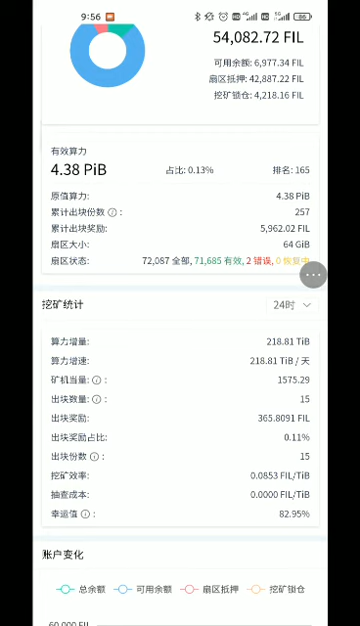 9:56
86
54,082.72 FIL
可用余额: 6,977.34 FIL
扇区抵押: 42,887.22 FIL
挖矿锁仓: 4,218.16 FIL
有效算力
4.38 PiB 占比: 0.13% 排名: 165
原值算力: 4.38 PiB
累计出块份数 : 257
累计出块奖励: 5,962.02 FIL
扇区大小: 64 GiB
扇区状态: 72,087 全部, 71,685 有效, 2 错误, 0 恢复中
挖矿统计 24时
算力增量: 218.81 TiB
算力增速: 218.81 TiB / 天
矿机当量: : 1575.29
出块数量: : 15
出块奖励: 365.8091 FIL
出块奖励占比: 0.11%
出块份数 : 15
挖矿效率: 0.0853 FIL/TiB
抽查成本: 0.0000 FIL/TiB
幸运值 : 82.95%
账户变化
总余额 可用余额 扇区抵押 挖矿锁仓
60,000 FIL